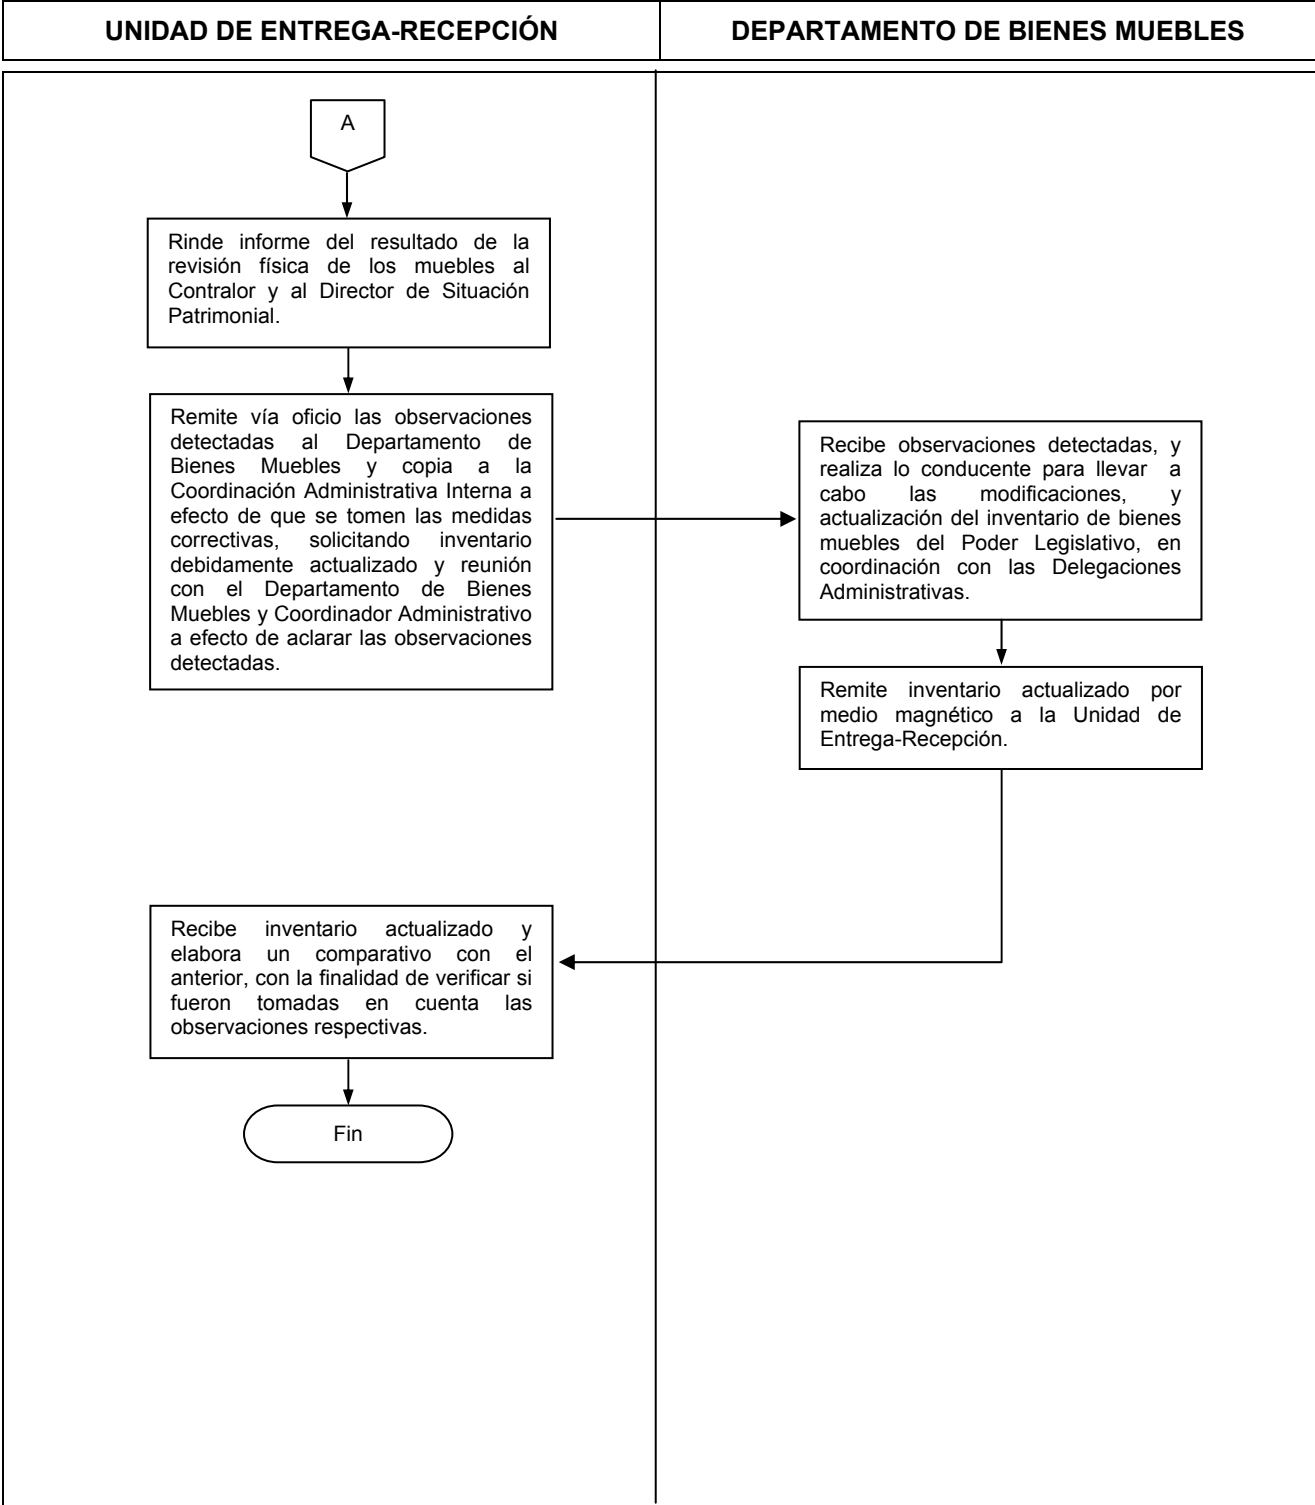 UNIDAD DE ENTREGA-RECEPCIÓN
DEPARTAMENTO DE BIENES MUEBLES
A
Rinde informe del resultado de la
revisión física de los muebles al
Contralor y al Director de Situación
Patrimonial.
Remite vía oficio las observaciones
detectadas al Departamento de
Bienes Muebles y copia a la
Coordinación Administrativa Interna a
efecto de que se tomen las medidas
correctivas, solicitando inventario
debidamente actualizado y reunión
con el Departamento de Bienes
Muebles y Coordinador Administrativo
a efecto de aclarar las observaciones
detectadas.
Recibe observaciones detectadas, y
realiza lo conducente para llevar a
cabo las modificaciones, y
actualización del inventario de bienes
muebles del Poder Legislativo, en
coordinación con las Delegaciones
Administrativas.
Remite inventario actualizado por
medio magnético a la Unidad de
Entrega-Recepción.
Recibe inventario actualizado y
elabora un comparativo con el
anterior, con la finalidad de verificar si
fueron tomadas en cuenta las
observaciones respectivas.
Fin